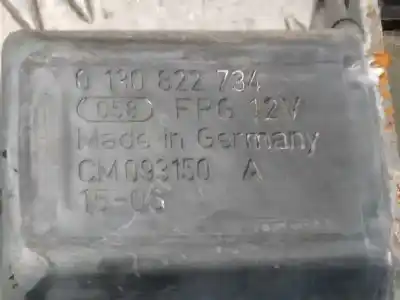 0 130 822 734
058 FPG 12V
Made in Germany
CM093150 A
15-06